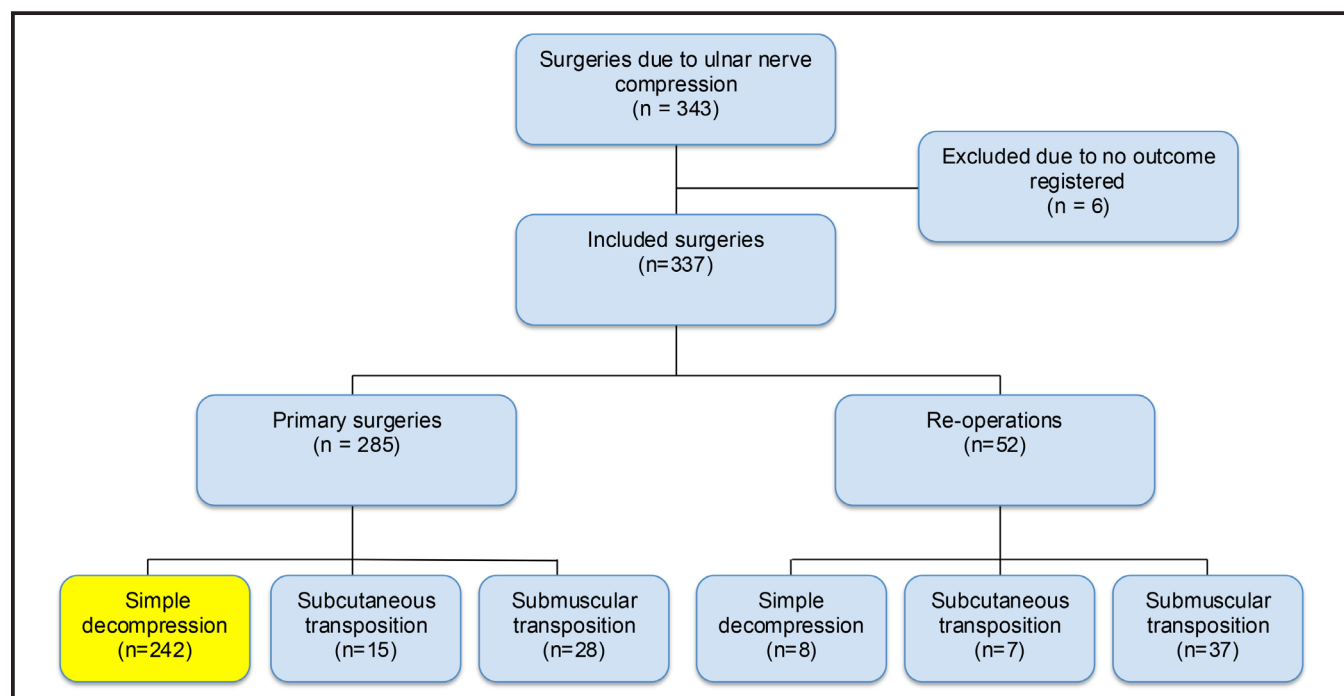 Surgeries due to ulnar nerve
compression
(n = 343)
Excluded due to no outcome
registered
(n = 6)
Included surgeries
(n=337)
Primary surgeries
(n = 285)
Re-operations
(n=52)
Simple
decompression
(n=242)
Subcutaneous
transposition
(n=15)
Submuscular
transposition
(n=28)
Simple
decompression
(n=8)
Subcutaneous
transposition
(n=7)
Submuscular
transposition
(n=37)